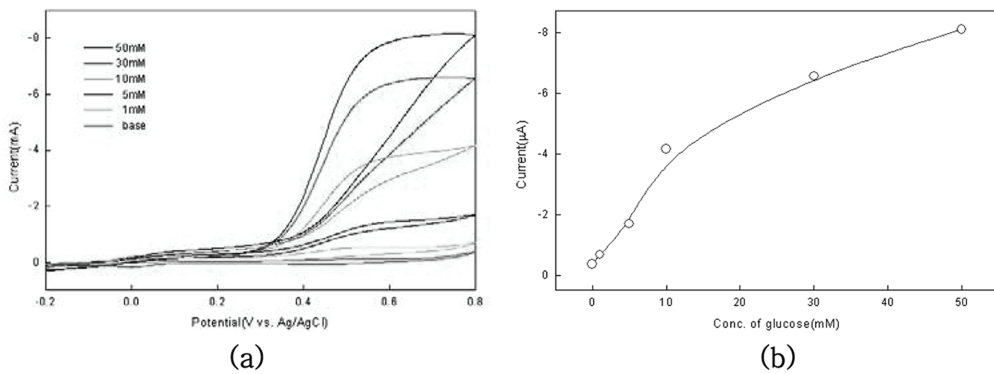 -8
-6
-4
-2
0
Current(mA)
50mM
30mM
10mM
5mM
1mM
base
-0.2 0.0 0.2 0.4 0.6 0.8
Potential(V vs. Ag/AgCl)
(a)
-8
-6
-4
-2
0
Current(µA)
0 10 20 30 40 50
Conc. of glucose(mM)
(b)